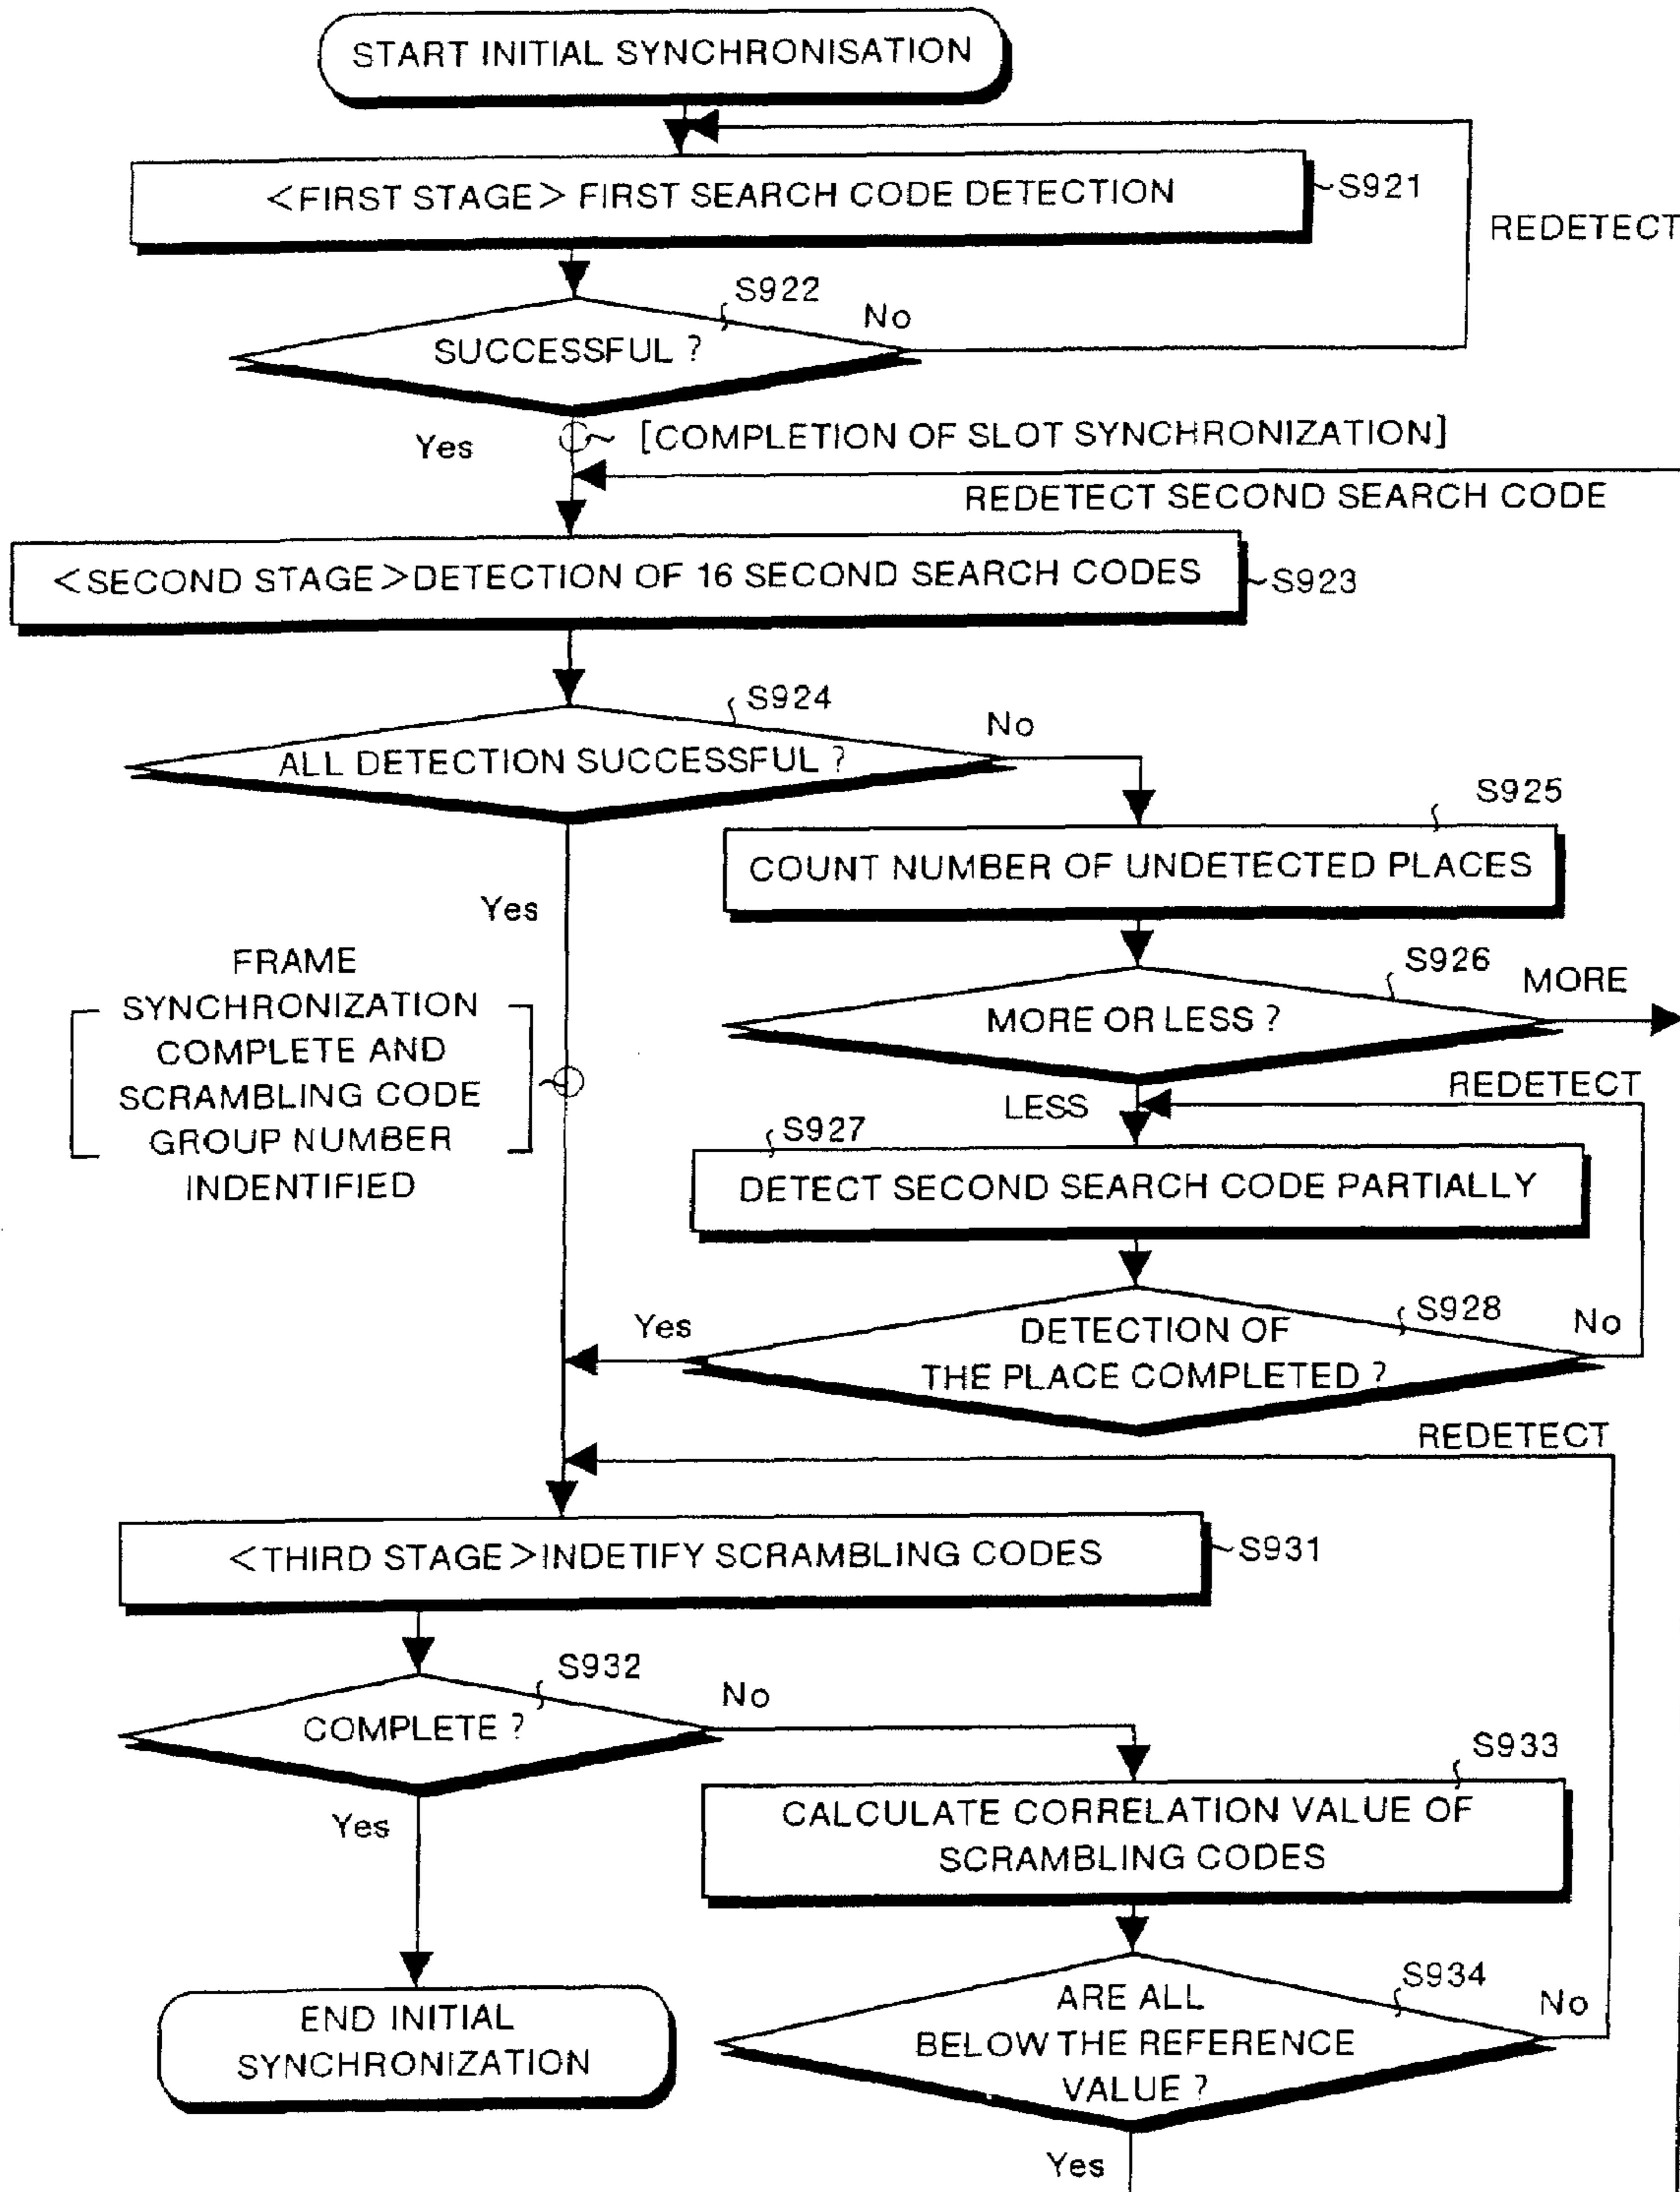 START INITIAL SYNCHRONISATION
<FIRST STAGE> FIRST SEARCH CODE DETECTION
S921
REDETECT
S922
SUCCESSFUL ?
No
Yes
[COMPLETION OF SLOT SYNCHRONIZATION]
REDETECT SECOND SEARCH CODE
<SECOND STAGE>DETECTION OF 16 SECOND SEARCH CODES
S923
S924
ALL DETECTION SUCCESSFUL ?
No
S925
COUNT NUMBER OF UNDETECTED PLACES
Yes
S926
MORE OR LESS ?
MORE
FRAME
SYNCHRONIZATION
COMPLETE AND
SCRAMBLING CODE
GROUP NUMBER
INDENTIFIED
LESS
REDETECT
S927
DETECT SECOND SEARCH CODE PARTIALLY
S928
DETECTION OF
THE PLACE COMPLETED ?
Yes
No
REDETECT
<THIRD STAGE>INDETIFY SCRAMBLING CODES
S931
S932
COMPLETE ?
No
Yes
S933
CALCULATE CORRELATION VALUE OF
SCRAMBLING CODES
S934
ARE ALL
BELOW THE REFERENCE
VALUE ?
No
Yes
END INITIAL
SYNCHRONIZATION